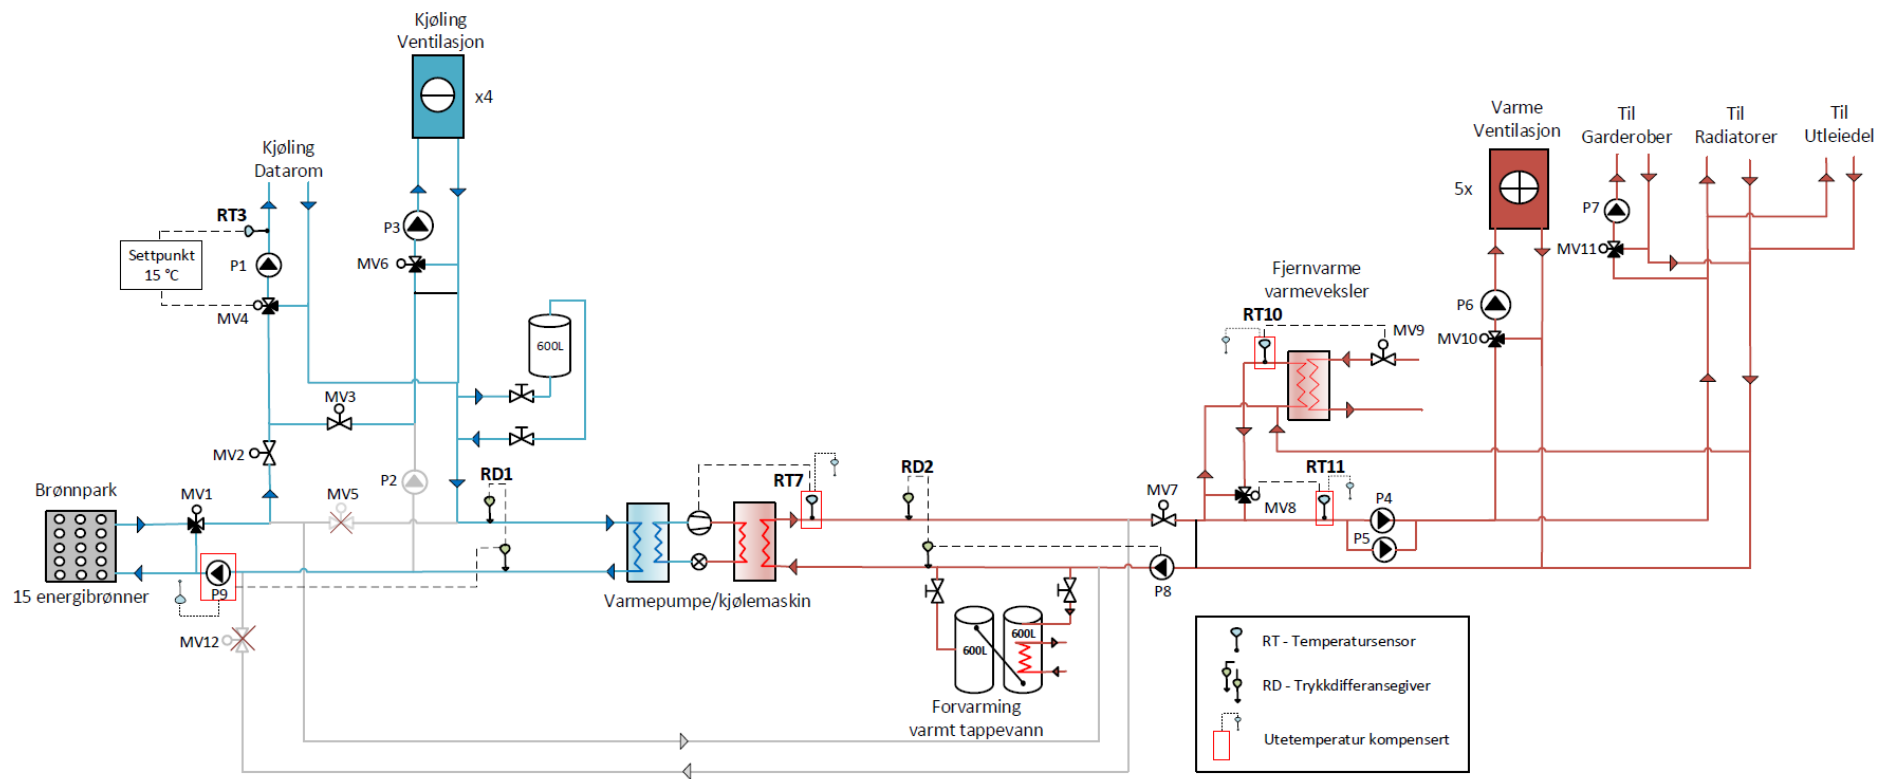 Kjøling
Ventilasjon
x4
Kjøling
Datarom
RT3
Settpunkt
15 °C
P1
MV4
P3
MV6
600L
MV3
MV2
P2
RD1
Brønnpark
MV1
MV5
15 energibrønner
P9
MV12
Varmepumpe/kjølemaskin
RT7
RD2
MV7
P8
600L
600L
Forvarming
varmt tappevann
Fjernvarme
varmeveksler
RT10
MV9
RT11
MV8
P4
P5
Varme
Ventilasjon
5x
P6
MV10
Til
Garderober
P7
MV11
Til
Radiatorer
Til
Utleiedel
RT - Temperatursensor
RD - Trykkdifferansegiver
Utetemperatur kompensert